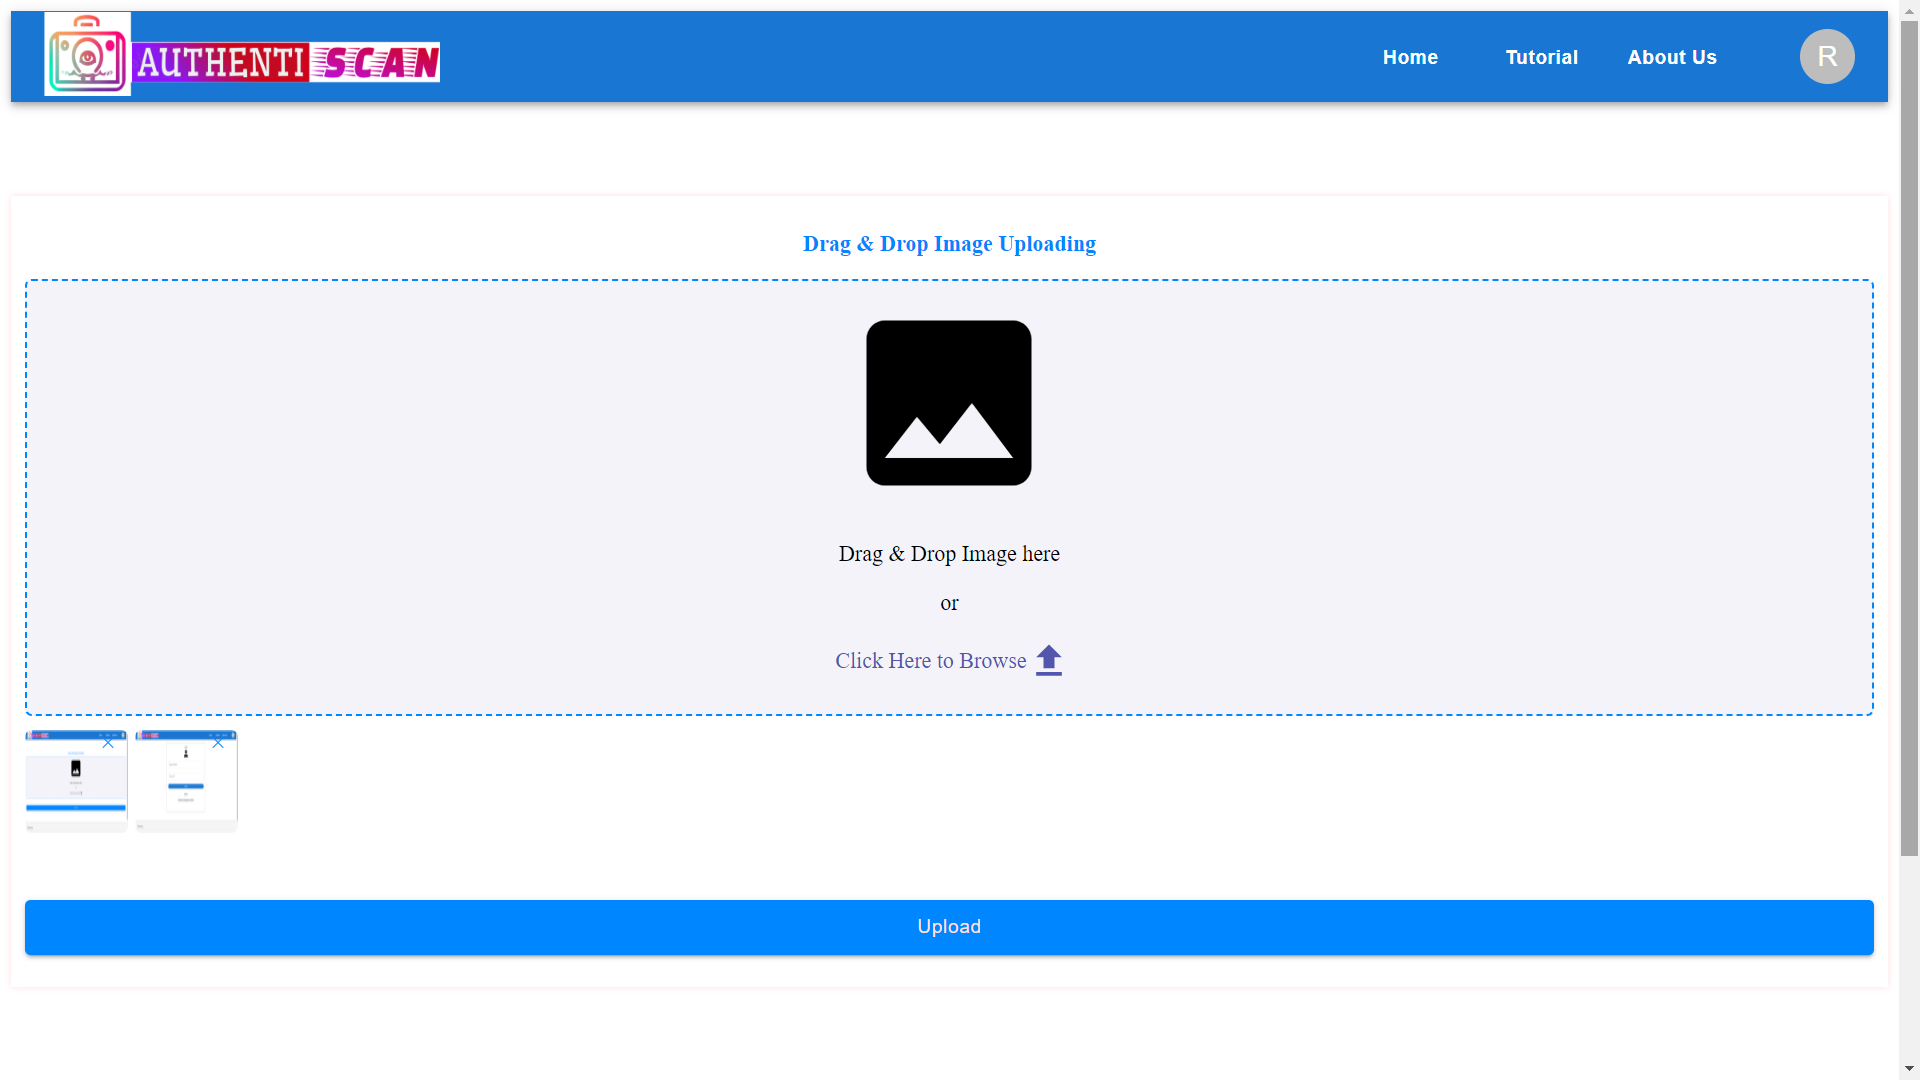 AUTHENTI SCAN
Home Tutorial About Us R
Drag & Drop Image Uploading
Drag & Drop Image here
or
Click Here to Browse
Upload